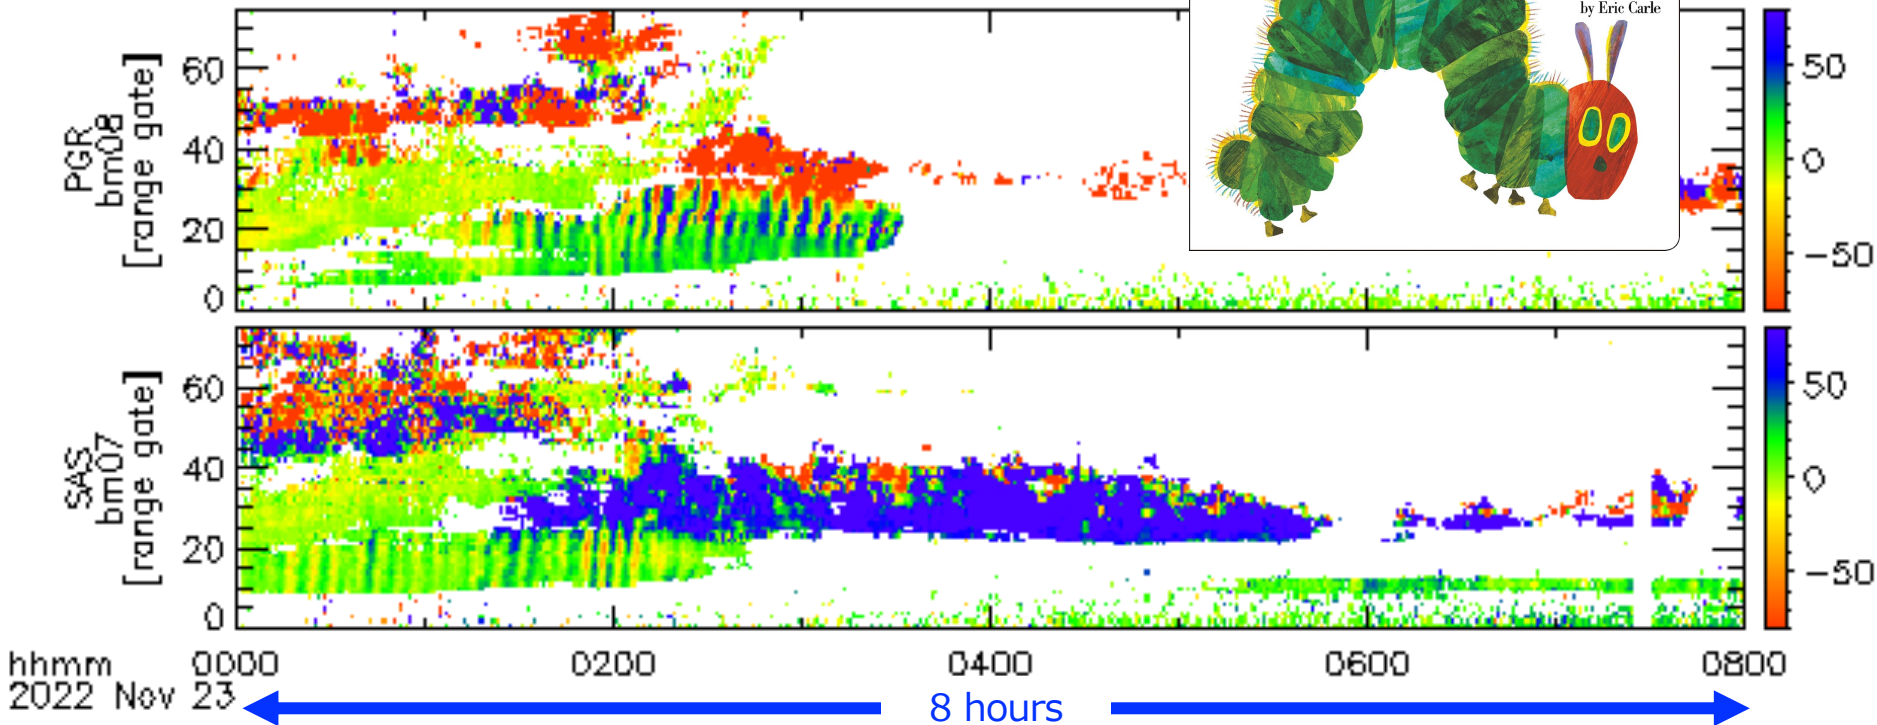 by Eric Carle
PGR
bm08
[range gate]
60
40
20
0
50
0
−50
SAS
bm07
[range gate]
60
40
20
0
50
0
−50
hhmm
0000 0200 0400 0600 0800
2022 Nov 23
8 hours